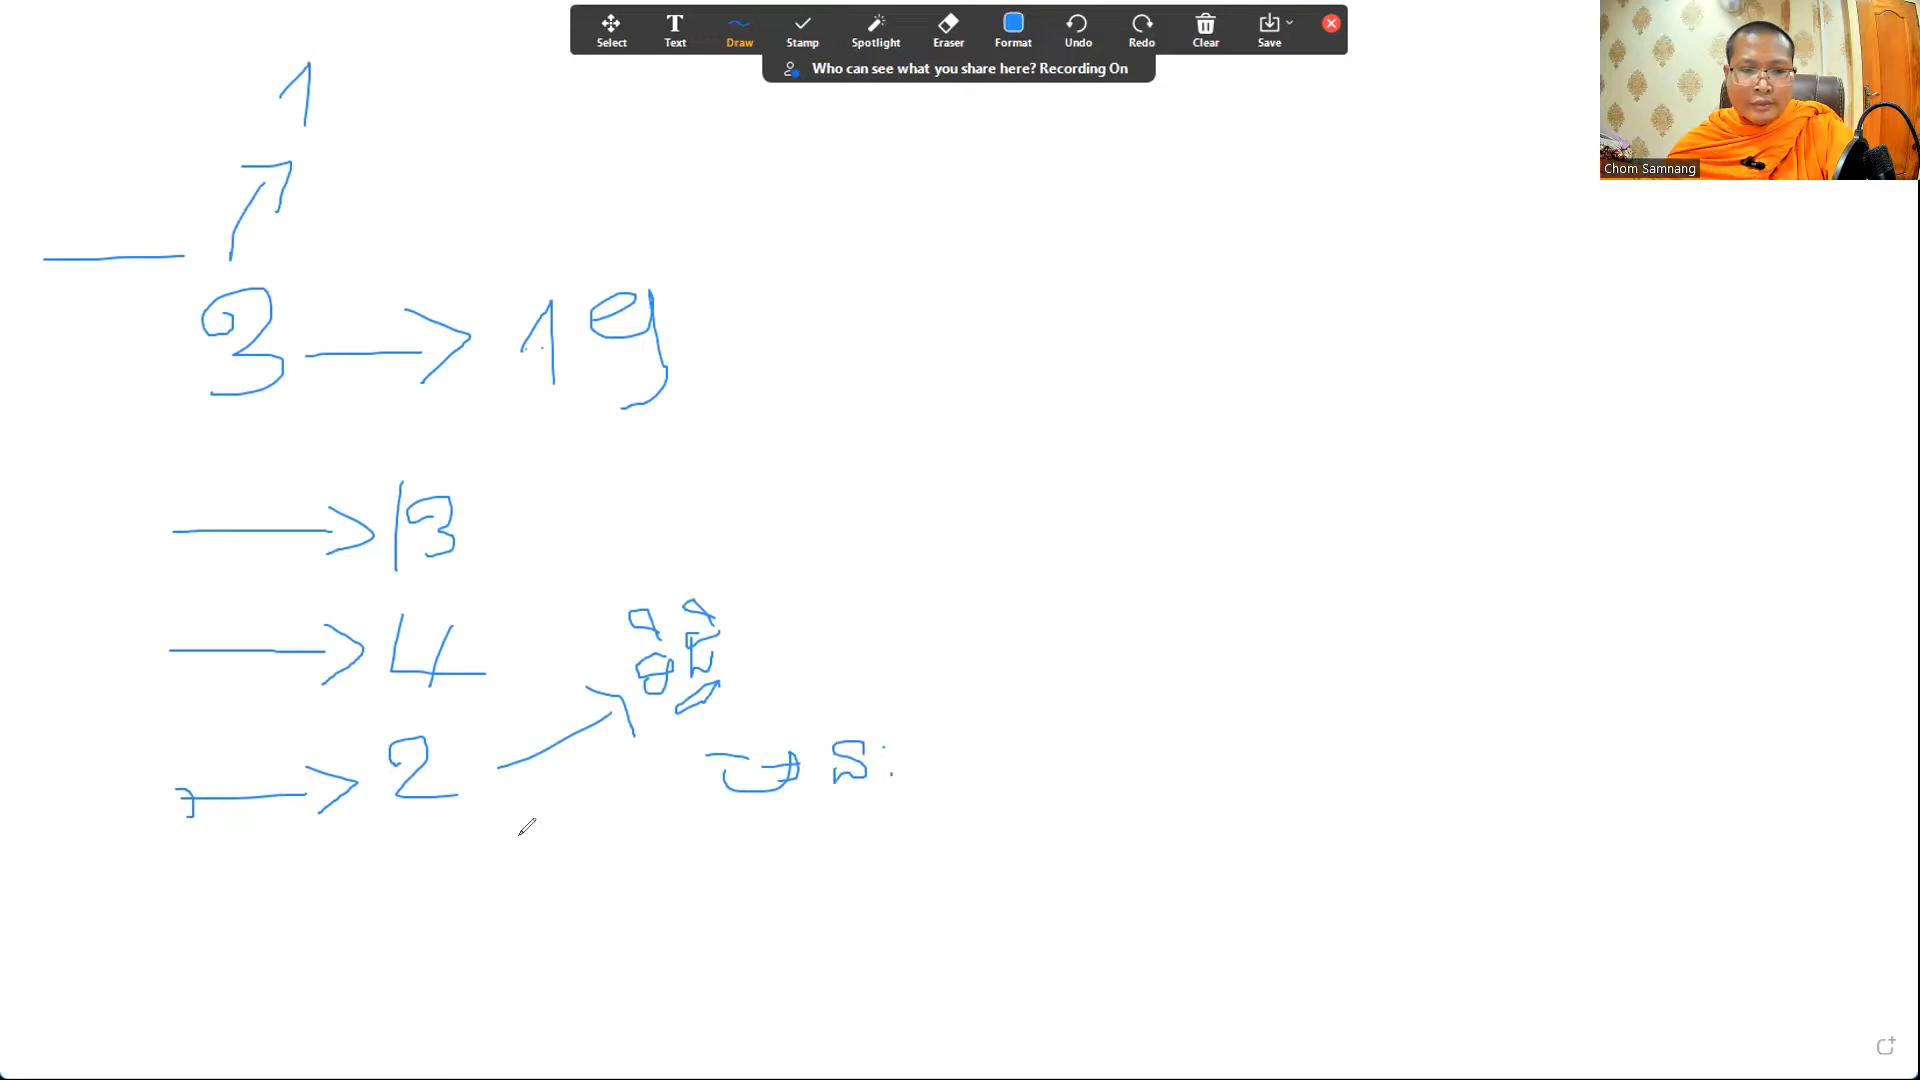 Select Text Draw Stamp Spotlight Eraser Format Undo Redo Clear Save
Who can see what you share here? Recording On
Chom Samnang
1
3 19
13
4
2